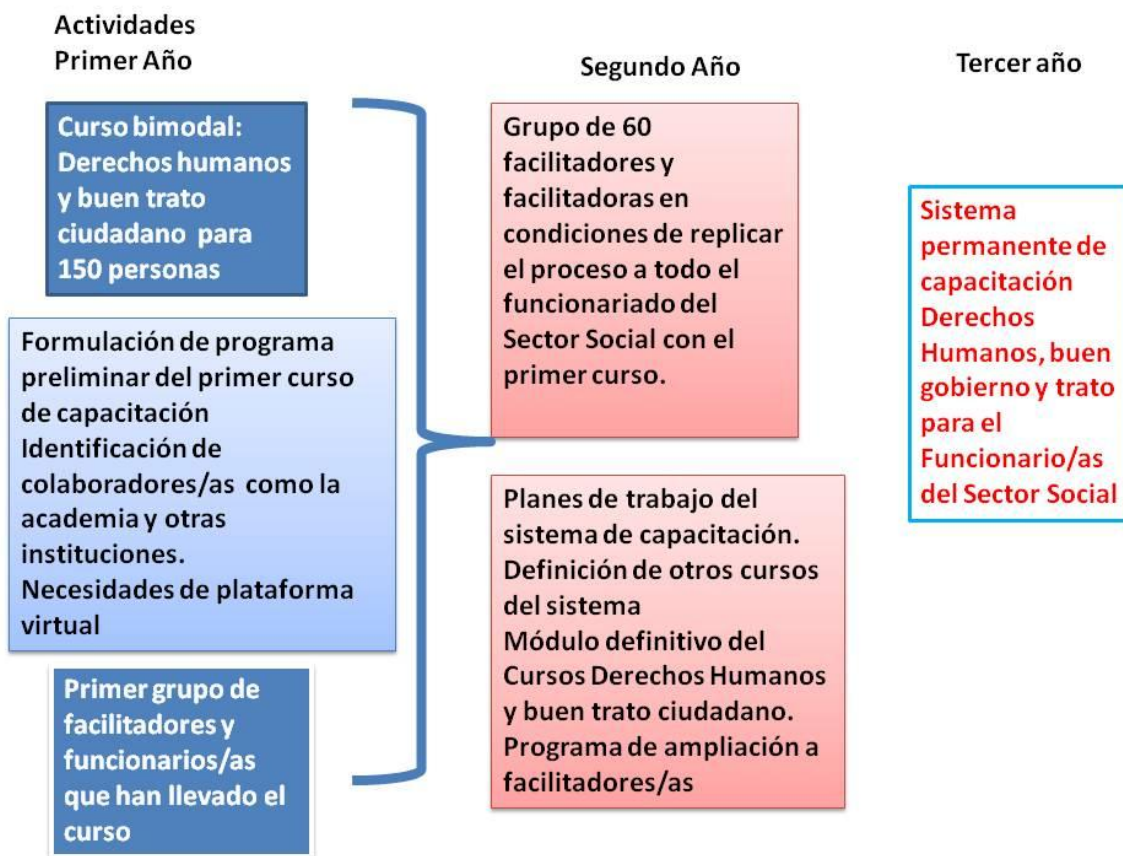 Actividades
Primer Año
Curso bimodal:
Derechos humanos
y buen trato
ciudadano para
150 personas
Formulación de programa
preliminar del primer curso
de capacitación
Identificación de
colaboradores/as como la
academia y otras
instituciones.
Necesidades de plataforma
virtual
Primer grupo de
facilitadores y
funcionarios/as
que han llevado el
curso
Segundo Año
Grupo de 60
facilitadores y
facilitadoras en
condiciones de replicar
el proceso a todo el
funcionariado del
Sector Social con el
primer curso.
Planes de trabajo del
sistema de capacitación.
Definición de otros cursos
del sistema
Módulo definitivo del
Cursos Derechos Humanos
y buen trato ciudadano.
Programa de ampliación a
facilitadores/as
Tercer año
Sistema
permanente de
capacitación
Derechos
Humanos, buen
gobierno y trato
para el
Funcionario/as
del Sector Social